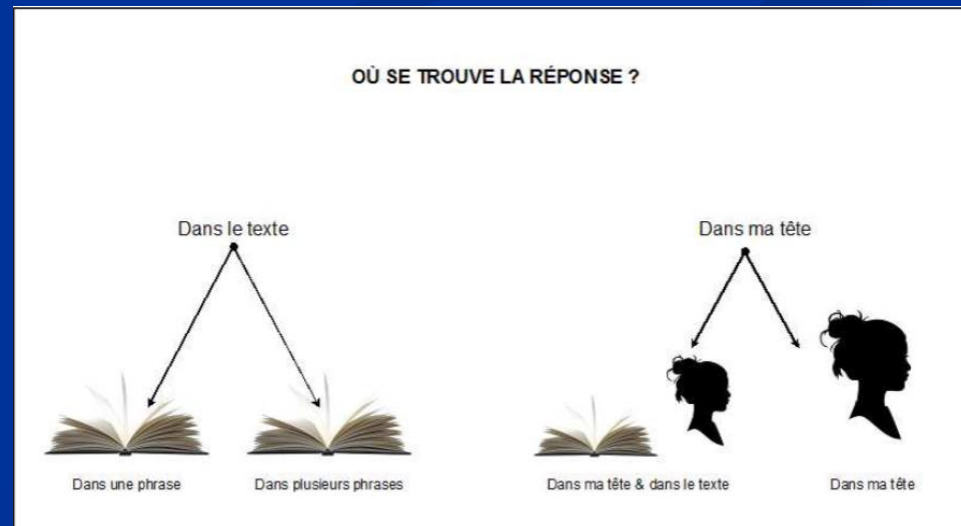 OÙ SE TROUVE LA RÉPONSE ?
Dans le texte
Dans ma tête
Dans une phrase
Dans plusieurs phrases
Dans ma tête & dans le texte
Dans ma tête